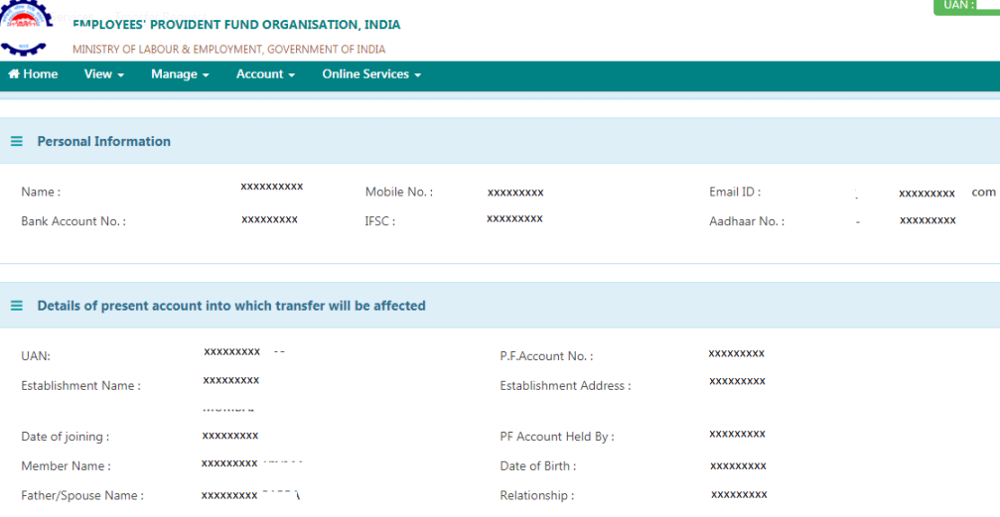 UAN :
EMPLOYEES' PROVIDENT FUND ORGANISATION, INDIA
MINISTRY OF LABOUR & EMPLOYMENT, GOVERNMENT OF INDIA
Home View Manage Account Online Services
Personal Information
Name : xxxxxxxxxx Mobile No. : xxxxxxxxx Email ID : xxxxxxxxx com
Bank Account No. : xxxxxxxxx IFSC : xxxxxxxxx Aadhaar No. : - xxxxxxxxx
Details of present account into which transfer will be affected
UAN: xxxxxxxxx P.F.Account No. : xxxxxxxxx
Establishment Name : xxxxxxxxx Establishment Address : xxxxxxxxx
Date of joining : xxxxxxxxx PF Account Held By : xxxxxxxxx
Member Name : xxxxxxxxx Date of Birth : xxxxxxxxx
Father/Spouse Name : xxxxxxxxx Relationship : xxxxxxxxx